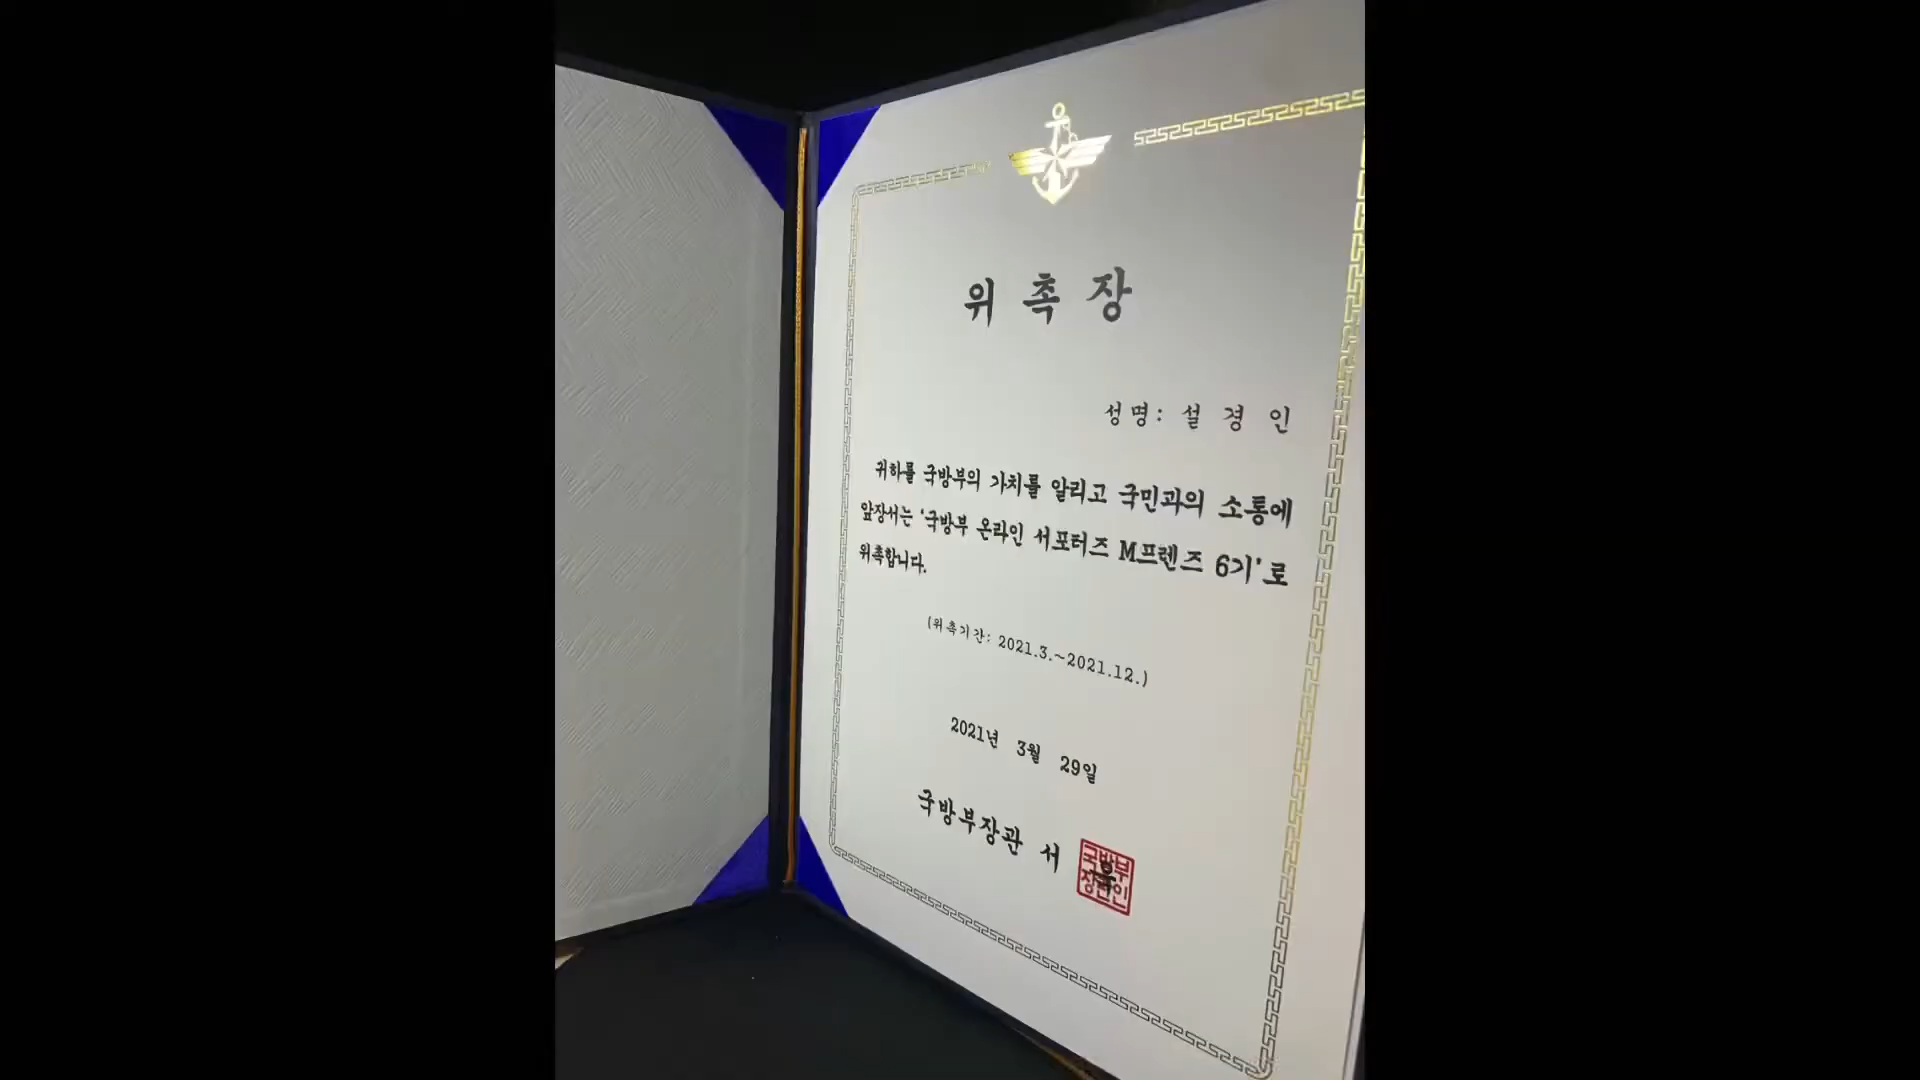 위 촉 장
성명: 설 경 인
귀하를 국방부의 가치를 알리고 국민과의 소통에
앞장서는 '국방부 온라인 서포터즈 M프렌즈 6기'로
위촉합니다.
(위촉기간: 2021.3.~2021.12.)
2021년 3월 29일
국방부장관 서 욱
국방부
장관인